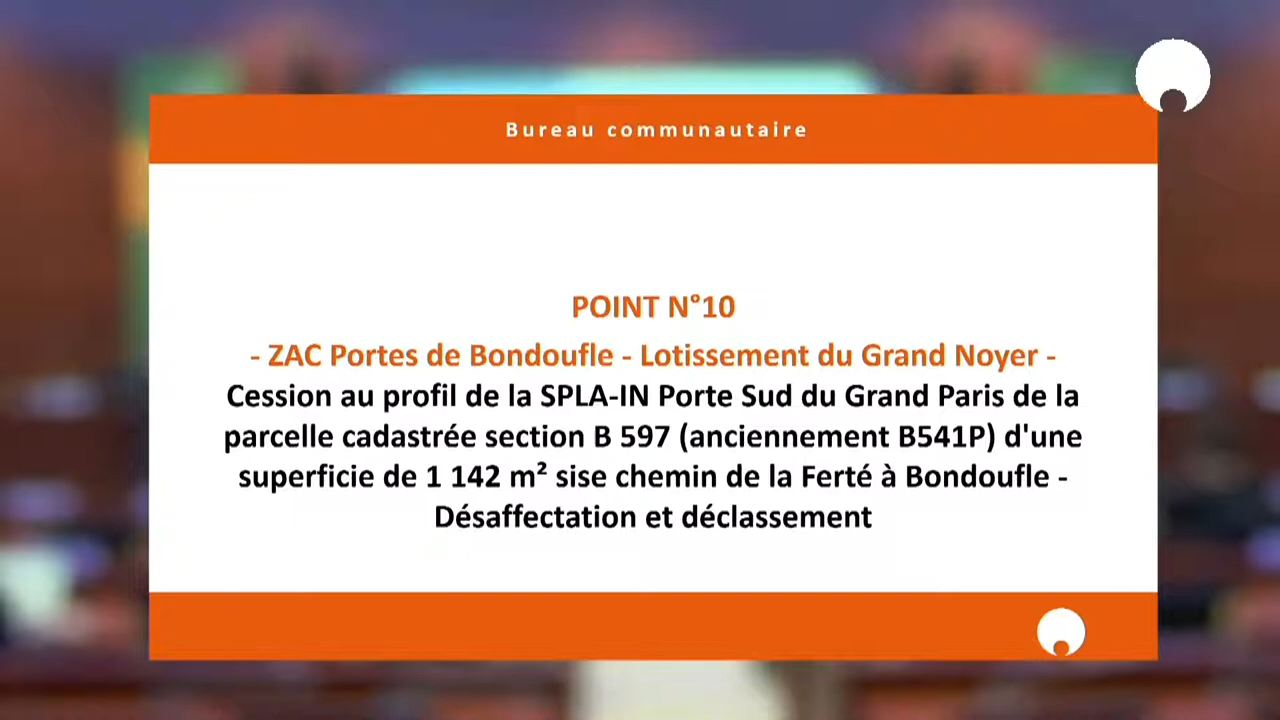 Bureau communautaire
POINT N°10
- ZAC Portes de Bondoufle - Lotissement du Grand Noyer -
Cession au profil de la SPLA-IN Porte Sud du Grand Paris de la
parcelle cadastrée section B 597 (anciennement B541P) d'une
superficie de 1 142 m² sise chemin de la Ferté à Bondoufle -
Désaffectation et déclassement